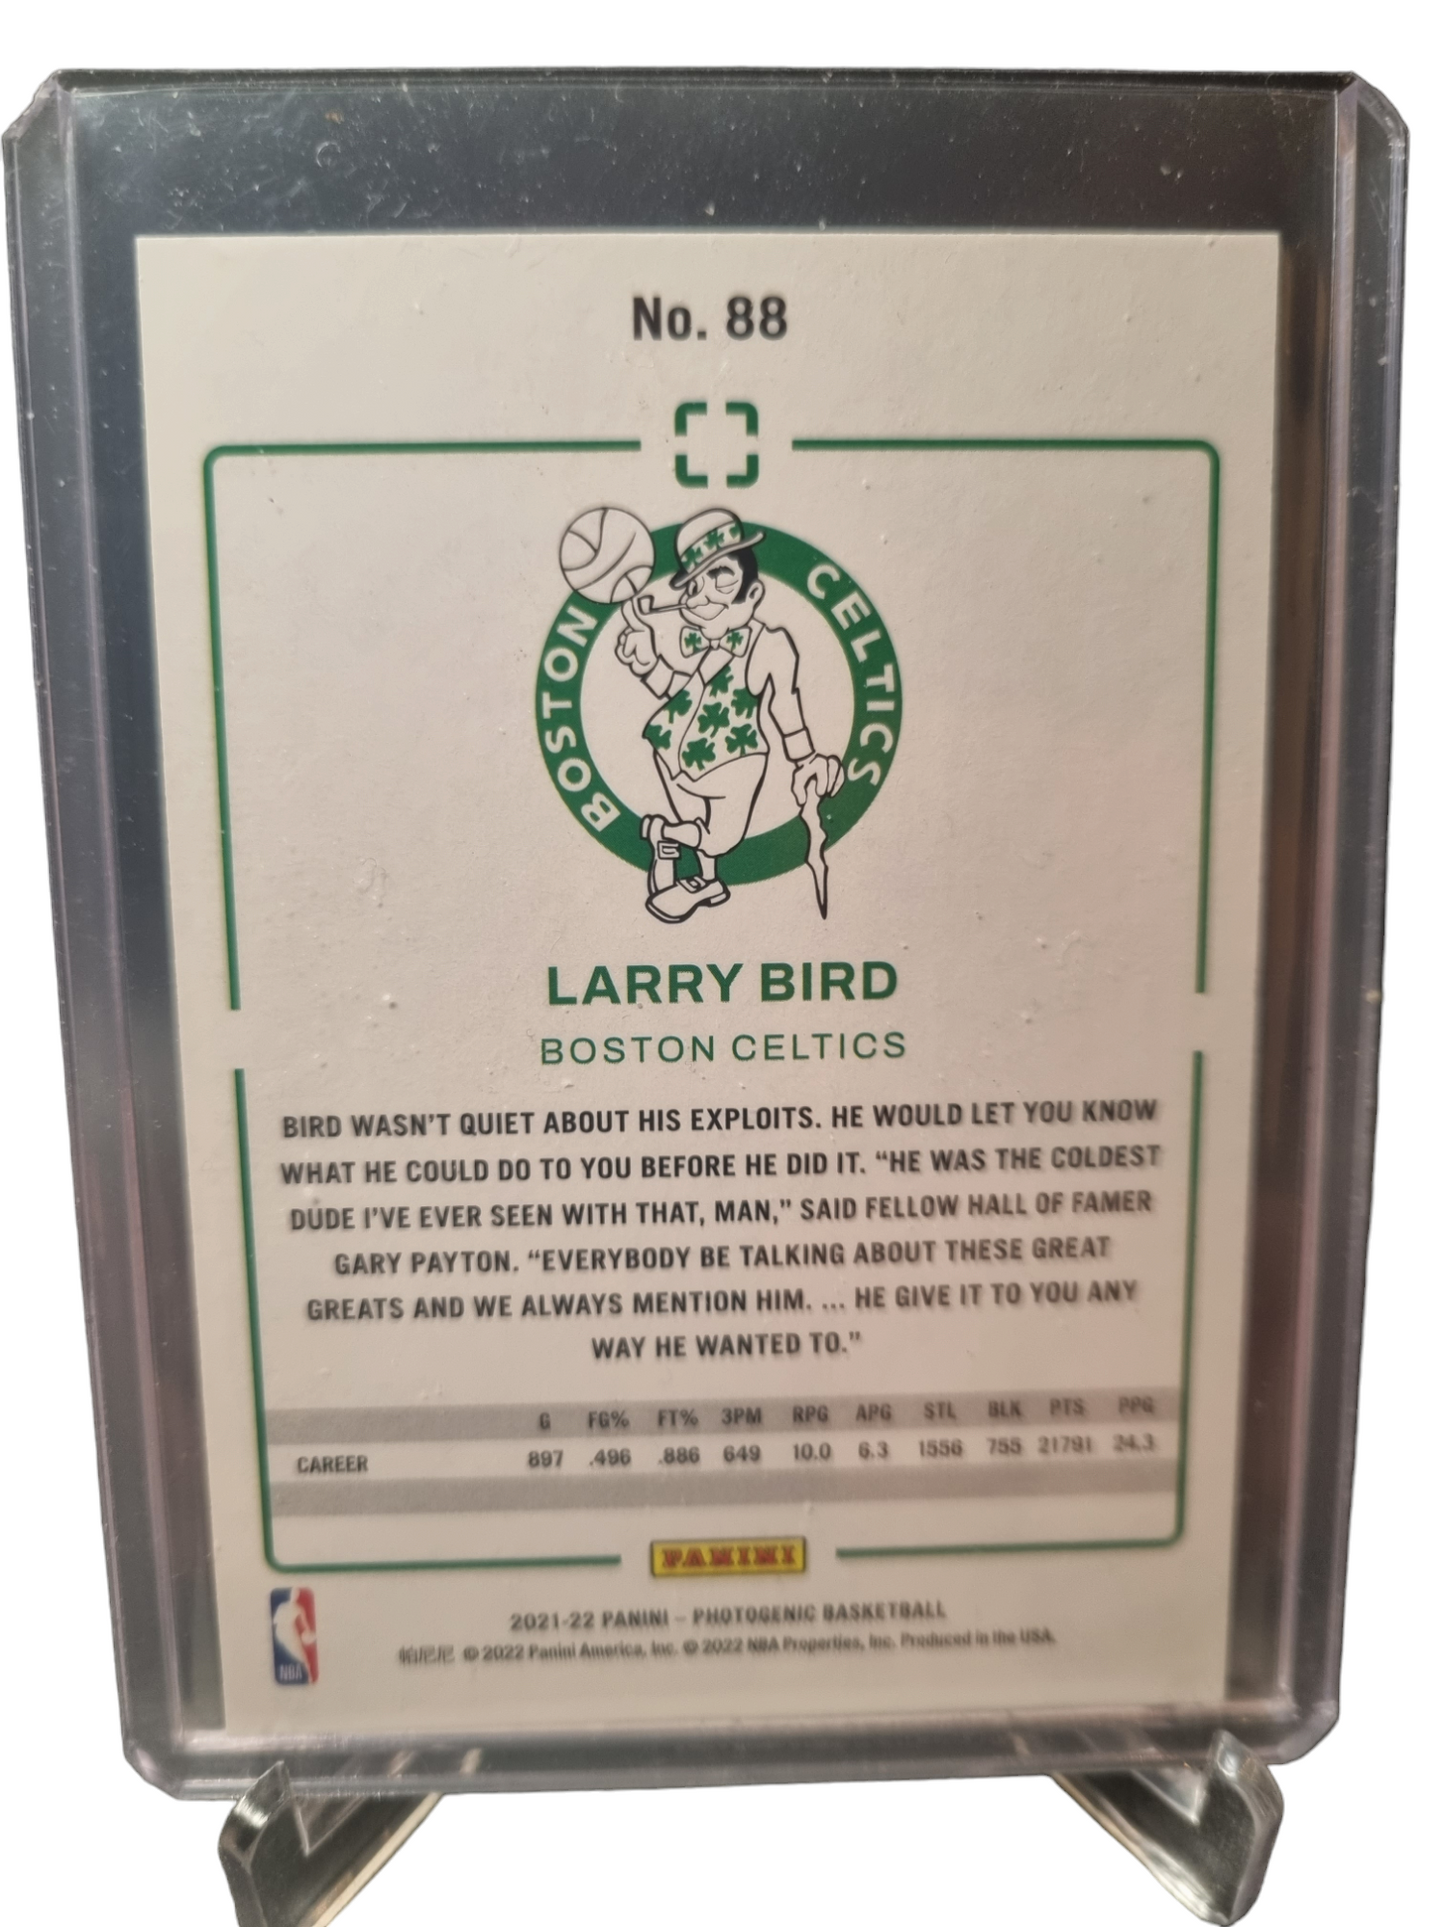 No. 88
BOSTON CELTICS
LARRY BIRD
BOSTON CELTICS
BIRD WASN'T QUIET ABOUT HIS EXPLOITS. HE WOULD LET YOU KNOW
WHAT HE COULD DO TO YOU BEFORE HE DID IT. “HE WAS THE COLDEST
DUDE I'VE EVER SEEN WITH THAT, MAN,” SAID FELLOW HALL OF FAMER
GARY PAYTON. “EVERYBODY BE TALKING ABOUT THESE GREAT
GREATS AND WE ALWAYS MENTION HIM. ... HE GIVE IT TO YOU ANY
WAY HE WANTED TO.”
G FG% FT% 3PM RPG APG STL BLK PTS PPG
CAREER 897 .496 .886 649 10.0 6.3 1556 755 21791 24.3
PANINI
2021-22 PANINI – PHOTOGENIC BASKETBALL
帕尼尼 © 2022 Panini America, Inc. © 2022 NBA Properties, Inc. Produced in the USA.
NBA